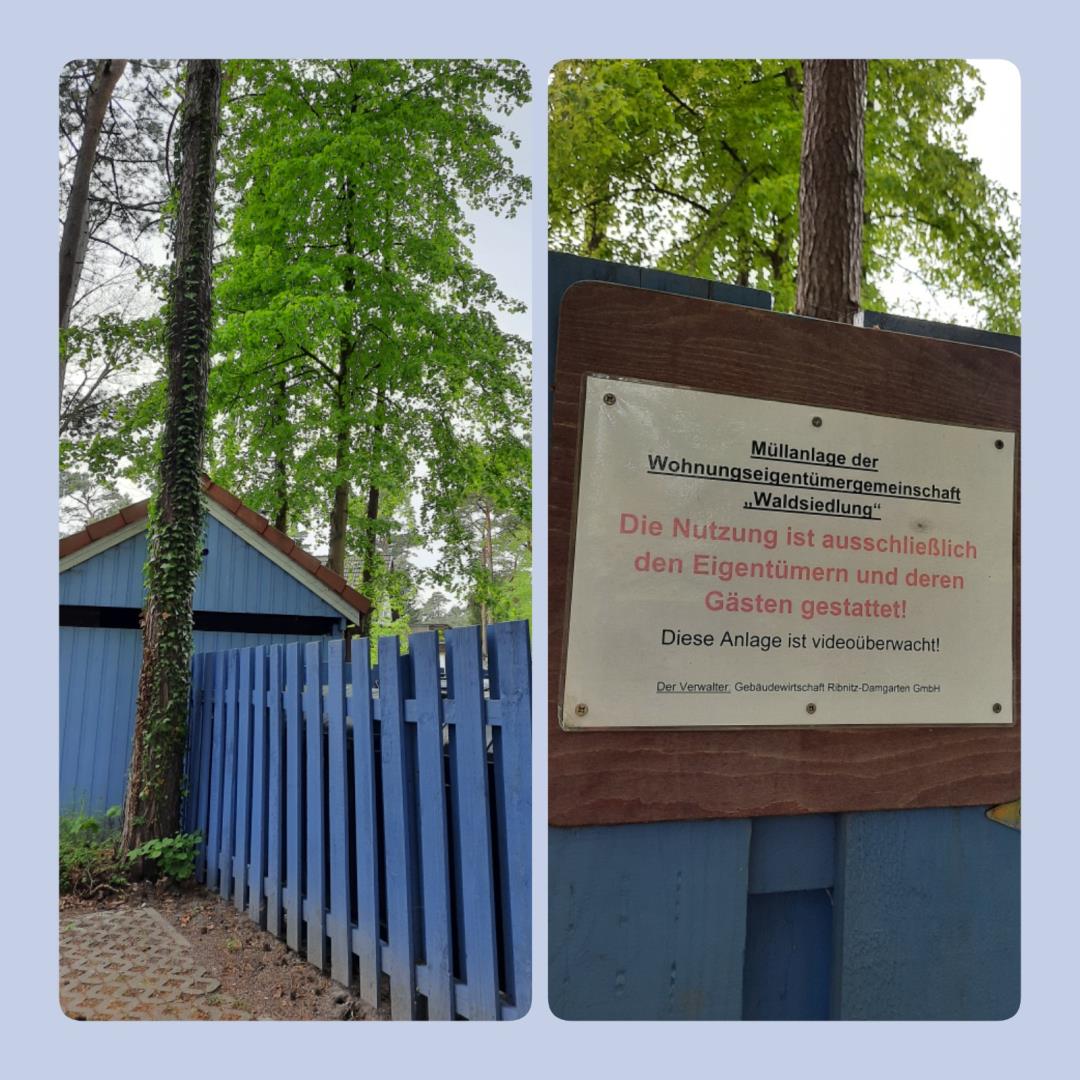 Müllanlage der
Wohnungseigentümergemeinschaft
„Waldsiedlung“
Die Nutzung ist ausschließlich
den Eigentümern und deren
Gästen gestattet!
Diese Anlage ist videoüberwacht!
Der Verwalter: Gebäudewirtschaft Ribnitz-Damgarten GmbH